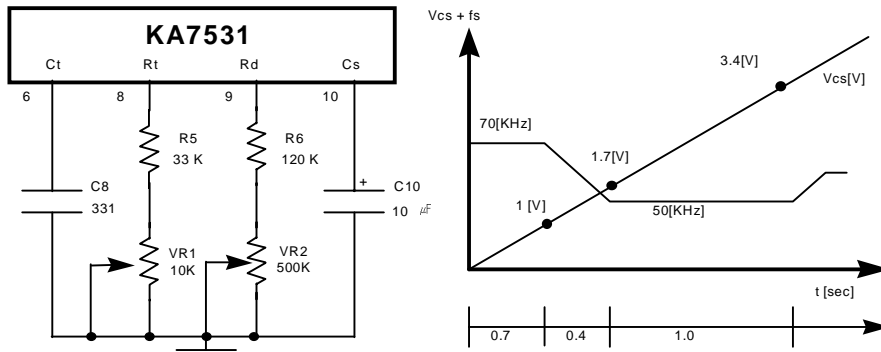 KA7531
Ct Rt Rd Cs
6 8 9 10
R5
33 K
R6
120 K
C8
331
+
C10
10 ㎌
VR1
10K
VR2
500K
Vcs + fs
3.4[V]
Vcs[V]
70[KHz]
1.7[V]
1 [V]
50[KHz]
t [sec]
0.7 0.4 1.0